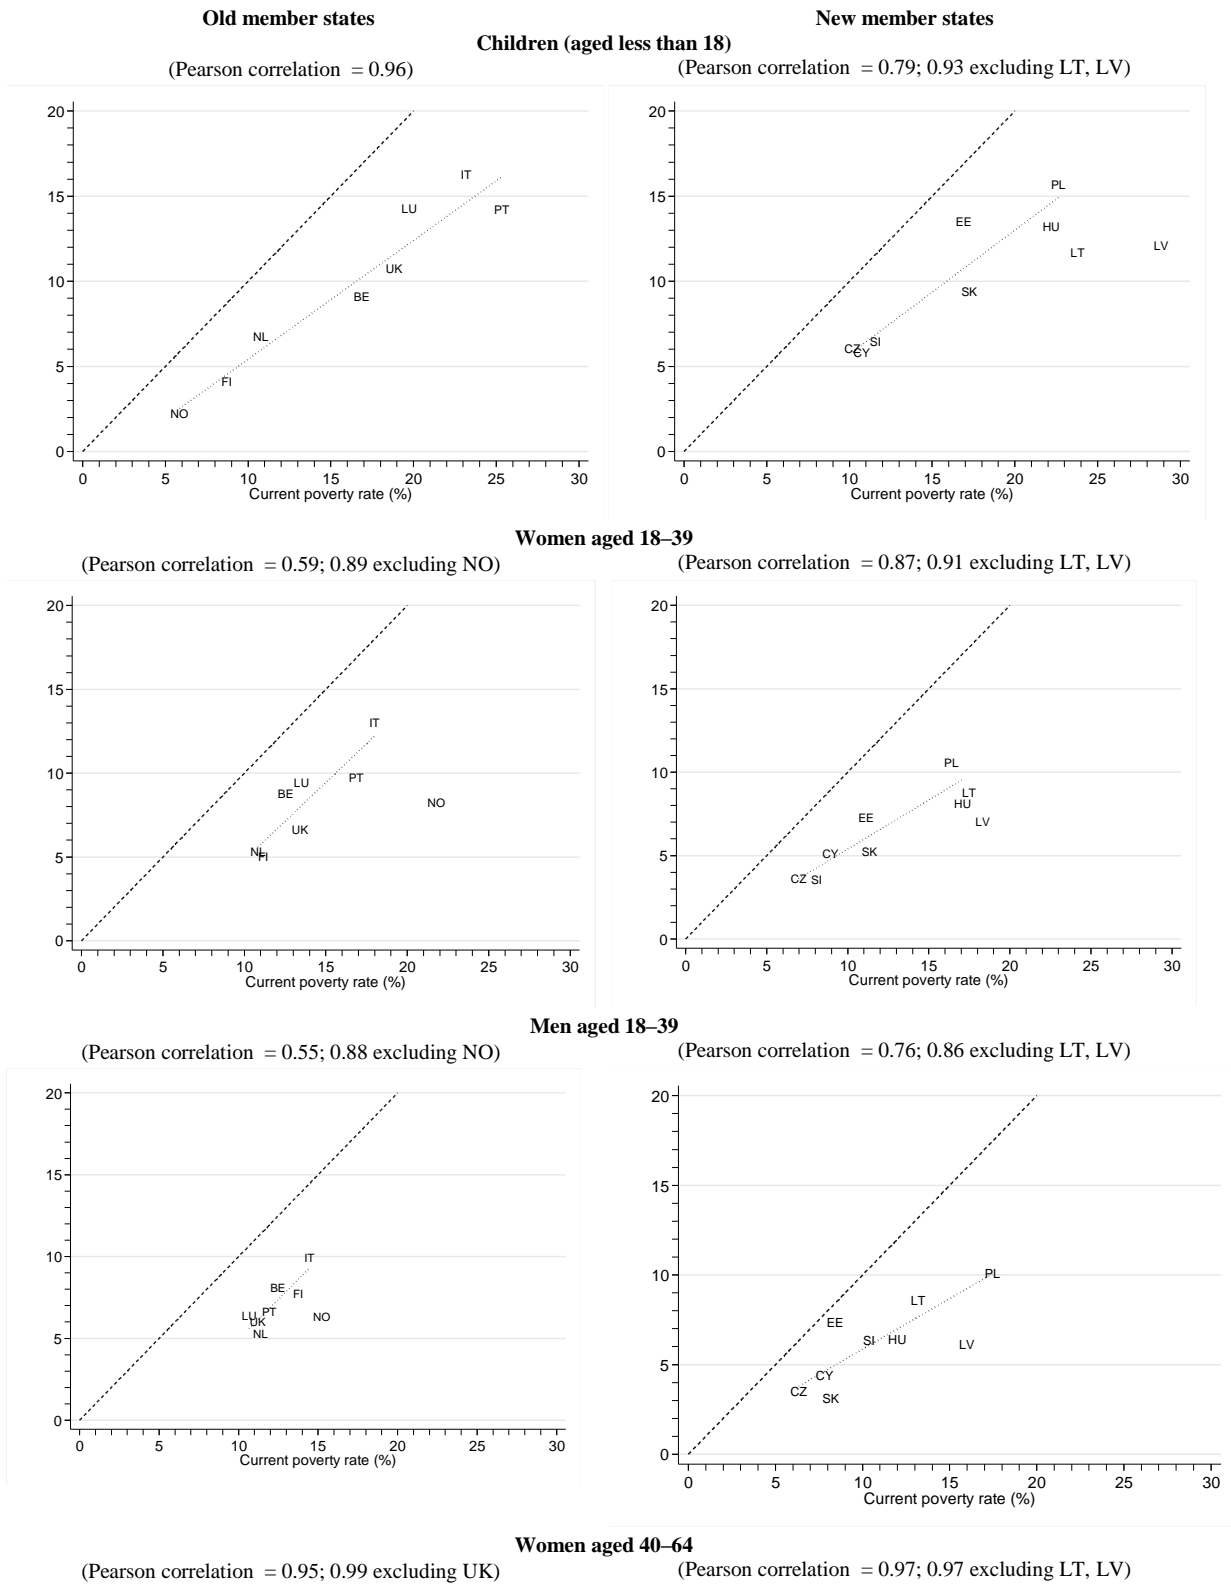 Old member states
New member states
Children (aged less than 18)
(Pearson correlation = 0.96)
(Pearson correlation = 0.79; 0.93 excluding LT, LV)
20
15
10
5
0
IT
LU
PT
UK
BE
NL
FI
NO
0 5 10 15 20 25 30
Current poverty rate (%)
20
15
10
5
0
PL
EE
HU
LT
LV
SK
SI
CZ
CY
0 5 10 15 20 25 30
Current poverty rate (%)
Women aged 18–39
(Pearson correlation = 0.59; 0.89 excluding NO)
(Pearson correlation = 0.87; 0.91 excluding LT, LV)
20
15
10
5
0
IT
LU
PT
BE
NO
UK
NL
FI
0 5 10 15 20 25 30
Current poverty rate (%)
20
15
10
5
0
PL
LT
HU
EE
LV
CY
SK
CZ
SI
0 5 10 15 20 25 30
Current poverty rate (%)
Men aged 18–39
(Pearson correlation = 0.55; 0.88 excluding NO)
(Pearson correlation = 0.76; 0.86 excluding LT, LV)
20
15
10
5
0
IT
BE
FI
PT
LU
NO
UK
NL
0 5 10 15 20 25 30
Current poverty rate (%)
20
15
10
5
0
PL
LT
EE
SI
HU
LV
CY
CZ
SK
0 5 10 15 20 25 30
Current poverty rate (%)
Women aged 40–64
(Pearson correlation = 0.95; 0.99 excluding UK)
(Pearson correlation = 0.97; 0.97 excluding LT, LV)